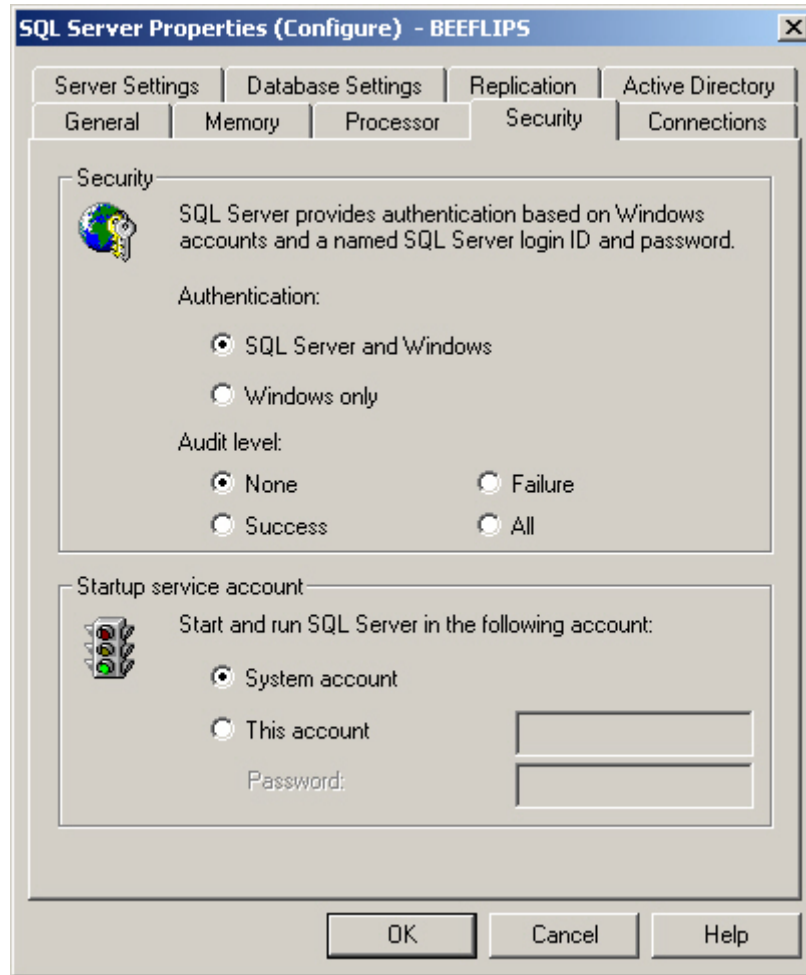 SQL Server Properties (Configure) - BEEFLIPS
Server Settings
Database Settings
Replication
Active Directory
General
Memory
Processor
Security
Connections
Security
SQL Server provides authentication based on Windows
accounts and a named SQL Server login ID and password.
Authentication:
SQL Server and Windows
Windows only
Audit level:
None
Failure
Success
All
Startup service account
Start and run SQL Server in the following account:
System account
This account
Password:
OK
Cancel
Help